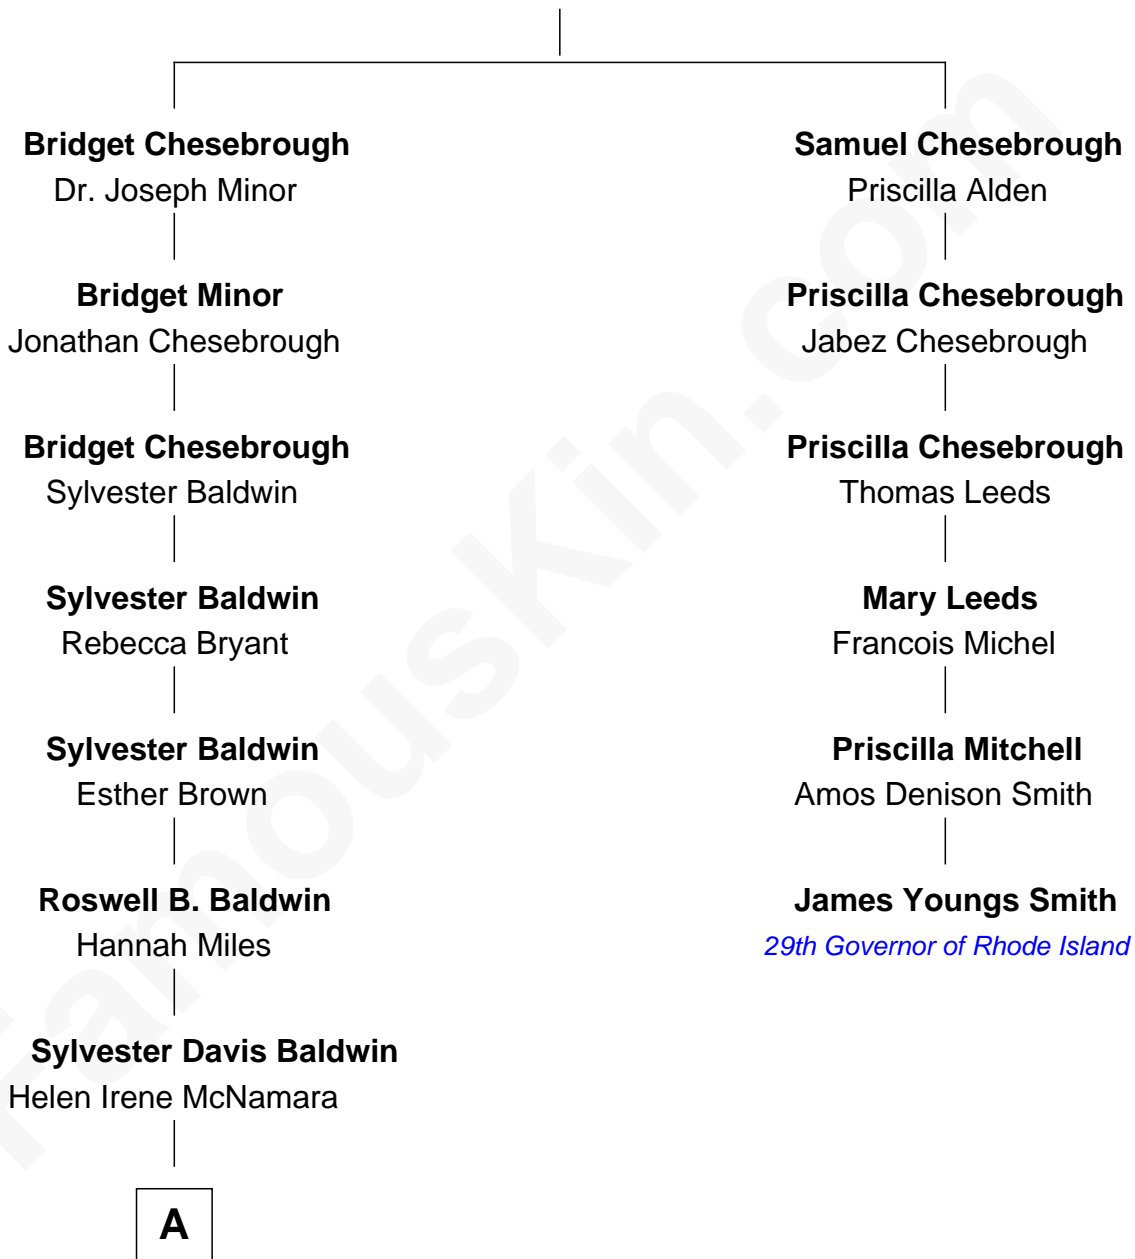 Bridget Chesebrough
Dr. Joseph Minor
Bridget Minor
Jonathan Chesebrough
Bridget Chesebrough
Sylvester Baldwin
Sylvester Baldwin
Rebecca Bryant
Sylvester Baldwin
Esther Brown
Roswell B. Baldwin
Hannah Miles
Sylvester Davis Baldwin
Helen Irene McNamara
A
Samuel Chesebrough
Priscilla Alden
Priscilla Chesebrough
Jabez Chesebrough
Priscilla Chesebrough
Thomas Leeds
Mary Leeds
Francois Michel
Priscilla Mitchell
Amos Denison Smith
James Youngs Smith
29th Governor of Rhode Island
FamousKin.com